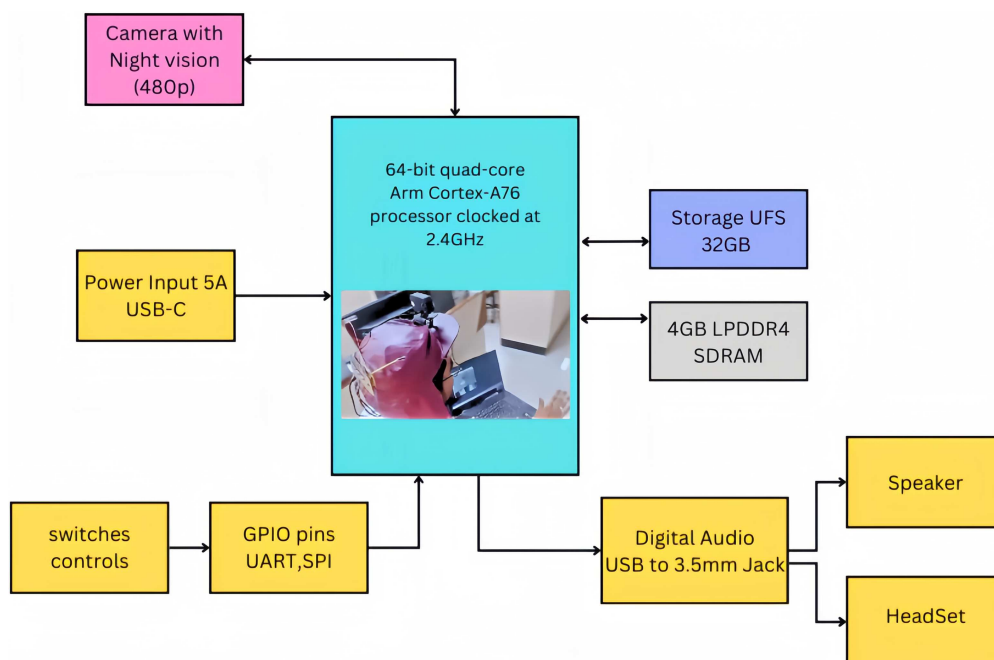 Camera with
Night vision
(480p)
64-bit quad-core
Arm Cortex-A76
processor clocked at
2.4GHz
Storage UFS
32GB
Power Input 5A
USB-C
4GB LPDDR4
SDRAM
Speaker
switches
controls
GPIO pins
UART,SPI
Digital Audio
USB to 3.5mm Jack
HeadSet